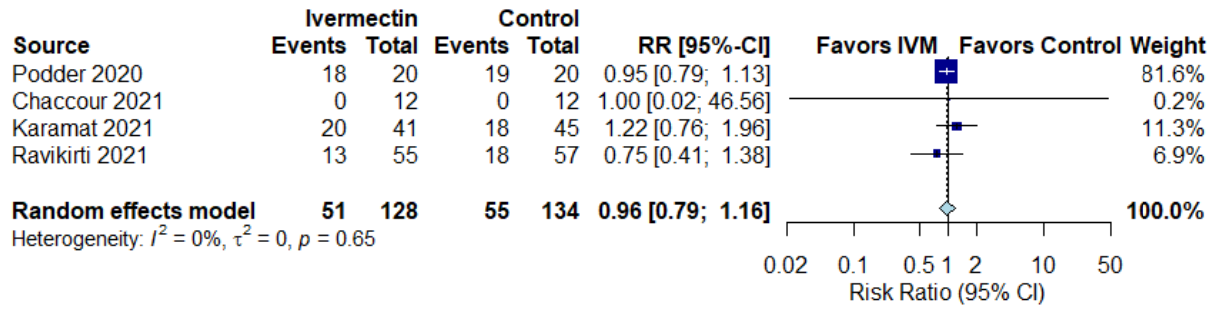 Ivermectin Control
Source Events Total Events Total RR [95%-CI] Favors IVM Favors Control Weight
Podder 2020 18 20 19 20 0.95 [0.79; 1.13] 81.6%
Chaccour 2021 0 12 0 12 1.00 [0.02; 46.56] 0.2%
Karamat 2021 20 41 18 45 1.22 [0.76; 1.96] 11.3%
Ravikirti 2021 13 55 18 57 0.75 [0.41; 1.38] 6.9%
Random effects model 51 128 55 134 0.96 [0.79; 1.16] 100.0%
Heterogeneity: I² = 0%, τ² = 0, p = 0.65
0.02 0.1 0.5 1 2 10 50
Risk Ratio (95% CI)